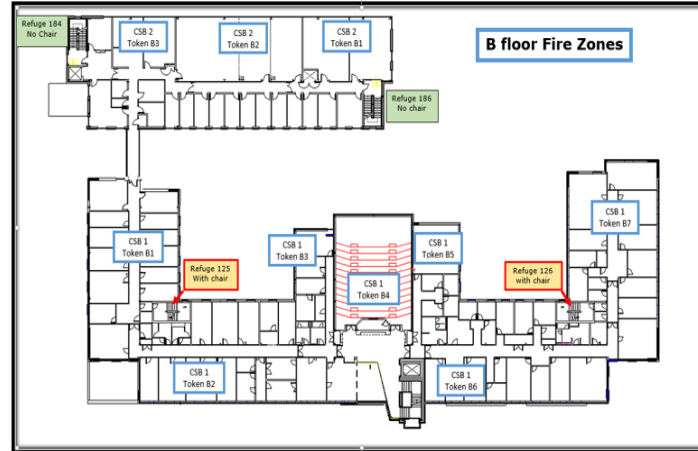 B floor Fire Zones
Refuge 184
No Chair
CSB 2
Token B3
CSB 2
Token B2
CSB 2
Token B1
Refuge 186
No chair
CSB 1
Token B1
CSB 1
Token B3
CSB 1
Token B5
CSB 1
Token B7
Refuge 125
With chair
CSB 1
Token B4
Refuge 126
with chair
CSB 1
Token B2
CSB 1
Token B6